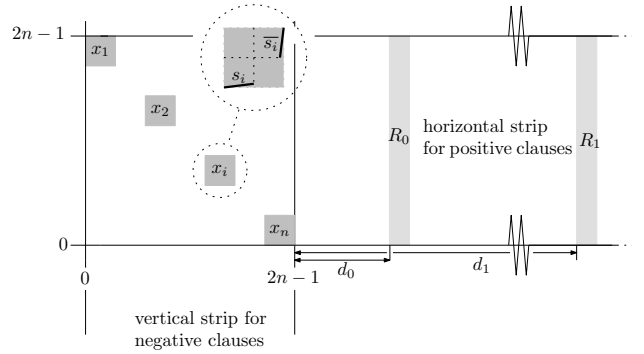 2n − 1
x₁
s̅ᵢ
sᵢ
x₂
xᵢ
xₙ
R₀
horizontal strip
for positive clauses
R₁
0
d₀
d₁
0
2n − 1
vertical strip for
negative clauses